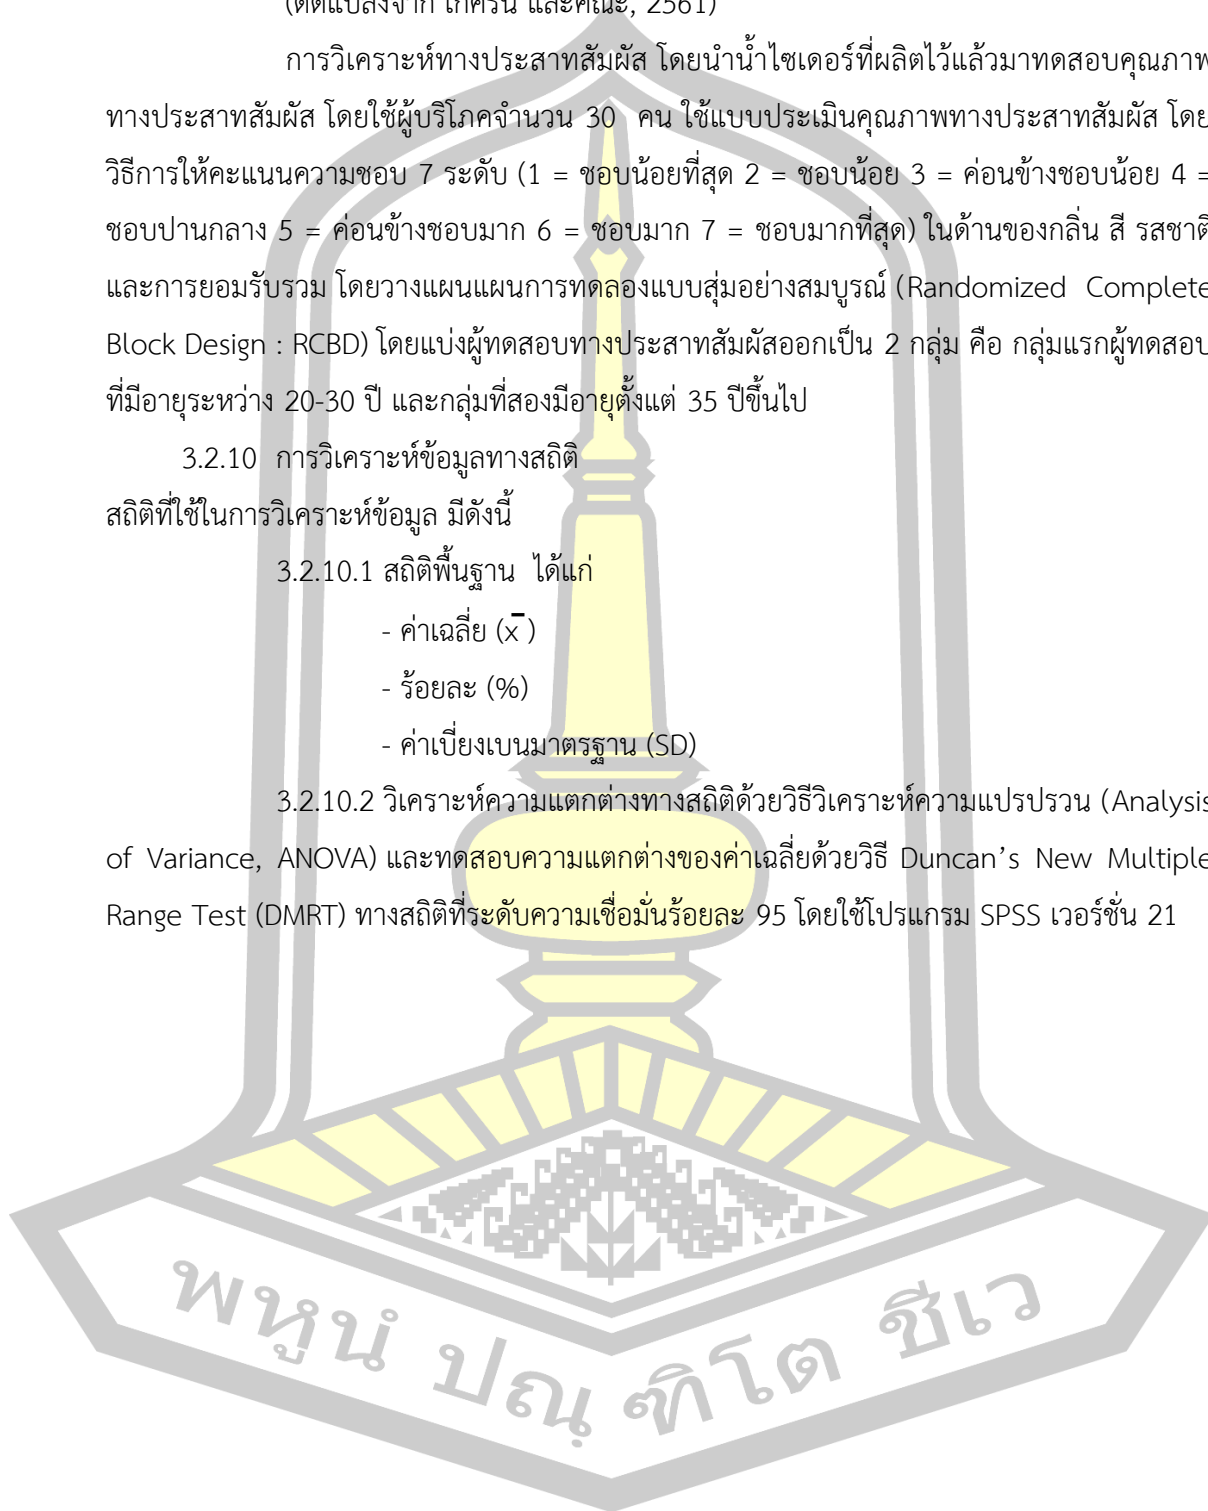 (ดัดแปลงจาก และคณะ, 2561)
การวิเคราะห์ทางประสาทสัมผัส โดยนำน้ำไซเดอร์ที่ผลิตไว้แล้วมาทดสอบคุณภาพ
ทางประสาทสัมผัส โดยใช้ผู้บริโภคจำนวน 30 คน ใช้แบบประเมินคุณภาพทางประสาทสัมผัส โดย
วิธีการให้คะแนนความชอบ 7 ระดับ (1 = ชอบน้อยที่สุด 2 = ชอบน้อย 3 = ค่อนข้างชอบน้อย 4 =
ชอบปานกลาง 5 = ค่อนข้างชอบมาก 6 = ชอบมาก 7 = ชอบมากที่สุด) ในด้านของกลิ่น สี รสชาติ
และการยอมรับรวม โดยวางแผนแผนการทดลองแบบสุ่มอย่างสมบูรณ์ (Randomized Complete
Block Design : RCBD) โดยแบ่งผู้ทดสอบทางประสาทสัมผัสออกเป็น 2 กลุ่ม คือ กลุ่มแรกผู้ทดสอบ
ที่มีอายุระหว่าง 20-30 ปี และกลุ่มที่สองมีอายุตั้งแต่ 35 ปีขึ้นไป
3.2.10 การวิเคราะห์ข้อมูลทางสถิติ
สถิติที่ใช้ในการวิเคราะห์ข้อมูล มีดังนี้
3.2.10.1 สถิติพื้นฐาน ได้แก่
- ค่าเฉลี่ย (x̄ )
- ร้อยละ (%)
- ค่าเบี่ยงเบนมาตรฐาน (SD)
3.2.10.2 วิเคราะห์ความแตกต่างทางสถิติด้วยวิธีวิเคราะห์ความแปรปรวน (Analysis
of Variance, ANOVA) และทดสอบความแตกต่างของค่าเฉลี่ยด้วยวิธี Duncan’s New Multiple
Range Test (DMRT) ทางสถิติที่ระดับความเชื่อมั่นร้อยละ 95 โดยใช้โปรแกรม SPSS เวอร์ชั่น 21
พหูนํ ปณฺ ฑิโต ชีเว